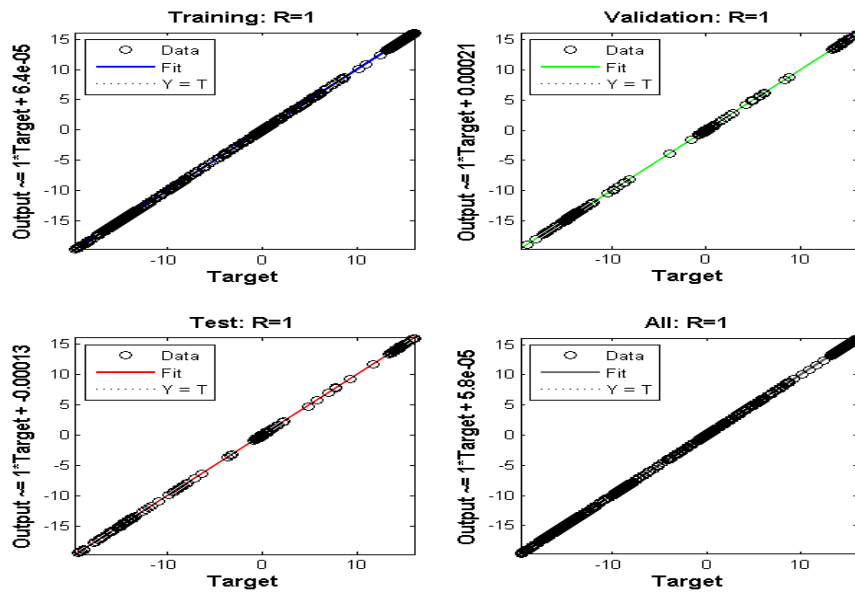 Training: R=1
Output ~= 1*Target + 6.4e-05
15
10
5
0
-5
-10
-15
Data
Fit
Y = T
-10
0
10
Target
Validation: R=1
Output ~= 1*Target + 0.00021
15
10
5
0
-5
-10
-15
Data
Fit
Y = T
-10
0
10
Target
Test: R=1
Output ~= 1*Target + -0.00013
15
10
5
0
-5
-10
-15
Data
Fit
Y = T
-10
0
10
Target
All: R=1
Output ~= 1*Target + 5.8e-05
15
10
5
0
-5
-10
-15
Data
Fit
Y = T
-10
0
10
Target